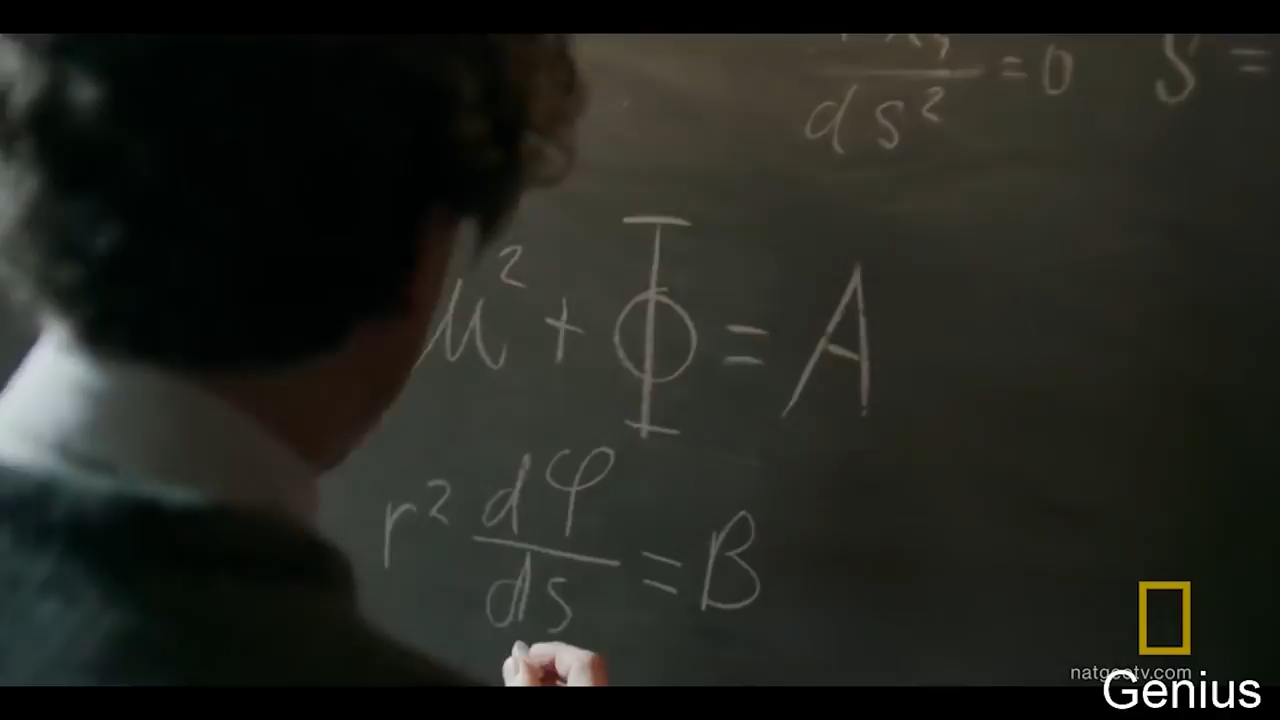 ds² = 0 S =
u² + Φ = A
r² dφ/ds = B
natgeotv.com
Genius